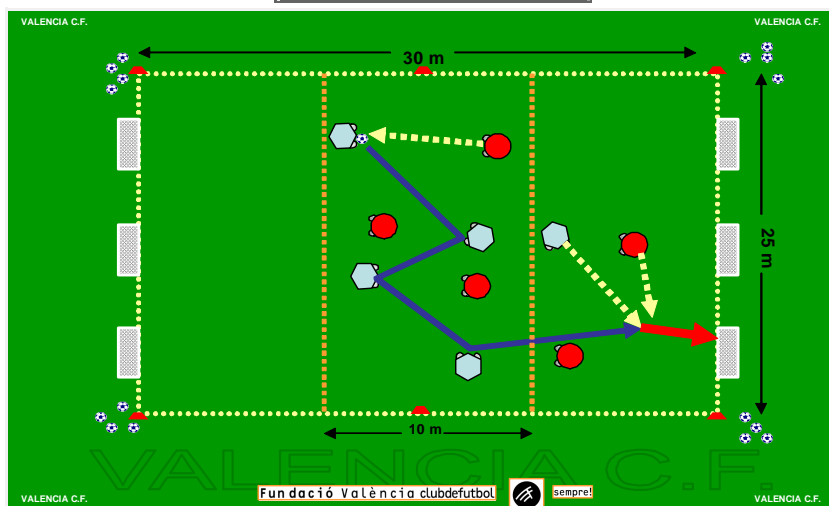 VALENCIA C.F.
VALENCIA C.F.
30 m
25 m
10 m
VALENCIA C.F.
Fundació València clubdefutbol
sempre!
VALENCIA C.F.
VALENCIA C.F.